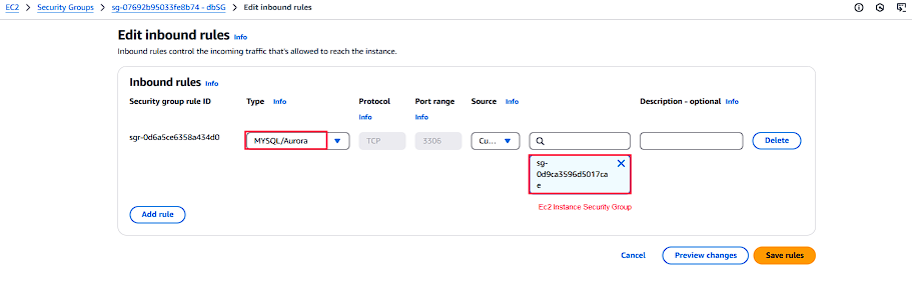 EC2 > Security Groups > sg-07692b95033fe8b74 - dbSG > Edit inbound rules
Edit inbound rules Info
Inbound rules control the incoming traffic that's allowed to reach the instance.
Inbound rules Info
Security group rule ID Type Info Protocol Info Port range Info Source Info Description - optional Info
sgr-0d6a5ce6358a434d0 MYSQL/Aurora TCP 3306 Cu...
sg-
0d9ca3596d5017ca
e
Delete
Ec2 Instance Security Group
Add rule
Cancel Preview changes Save rules